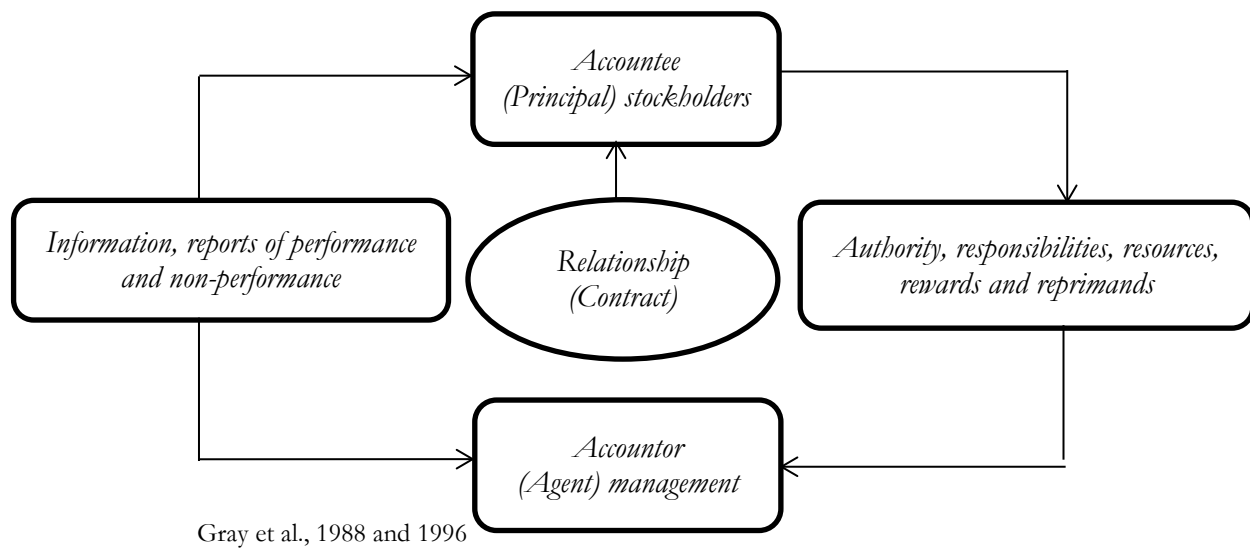 Accountee
(Principal) stockholders
Information, reports of performance
and non-performance
Relationship
(Contract)
Authority, responsibilities, resources,
rewards and reprimands
Accountor
(Agent) management
Gray et al., 1988 and 1996